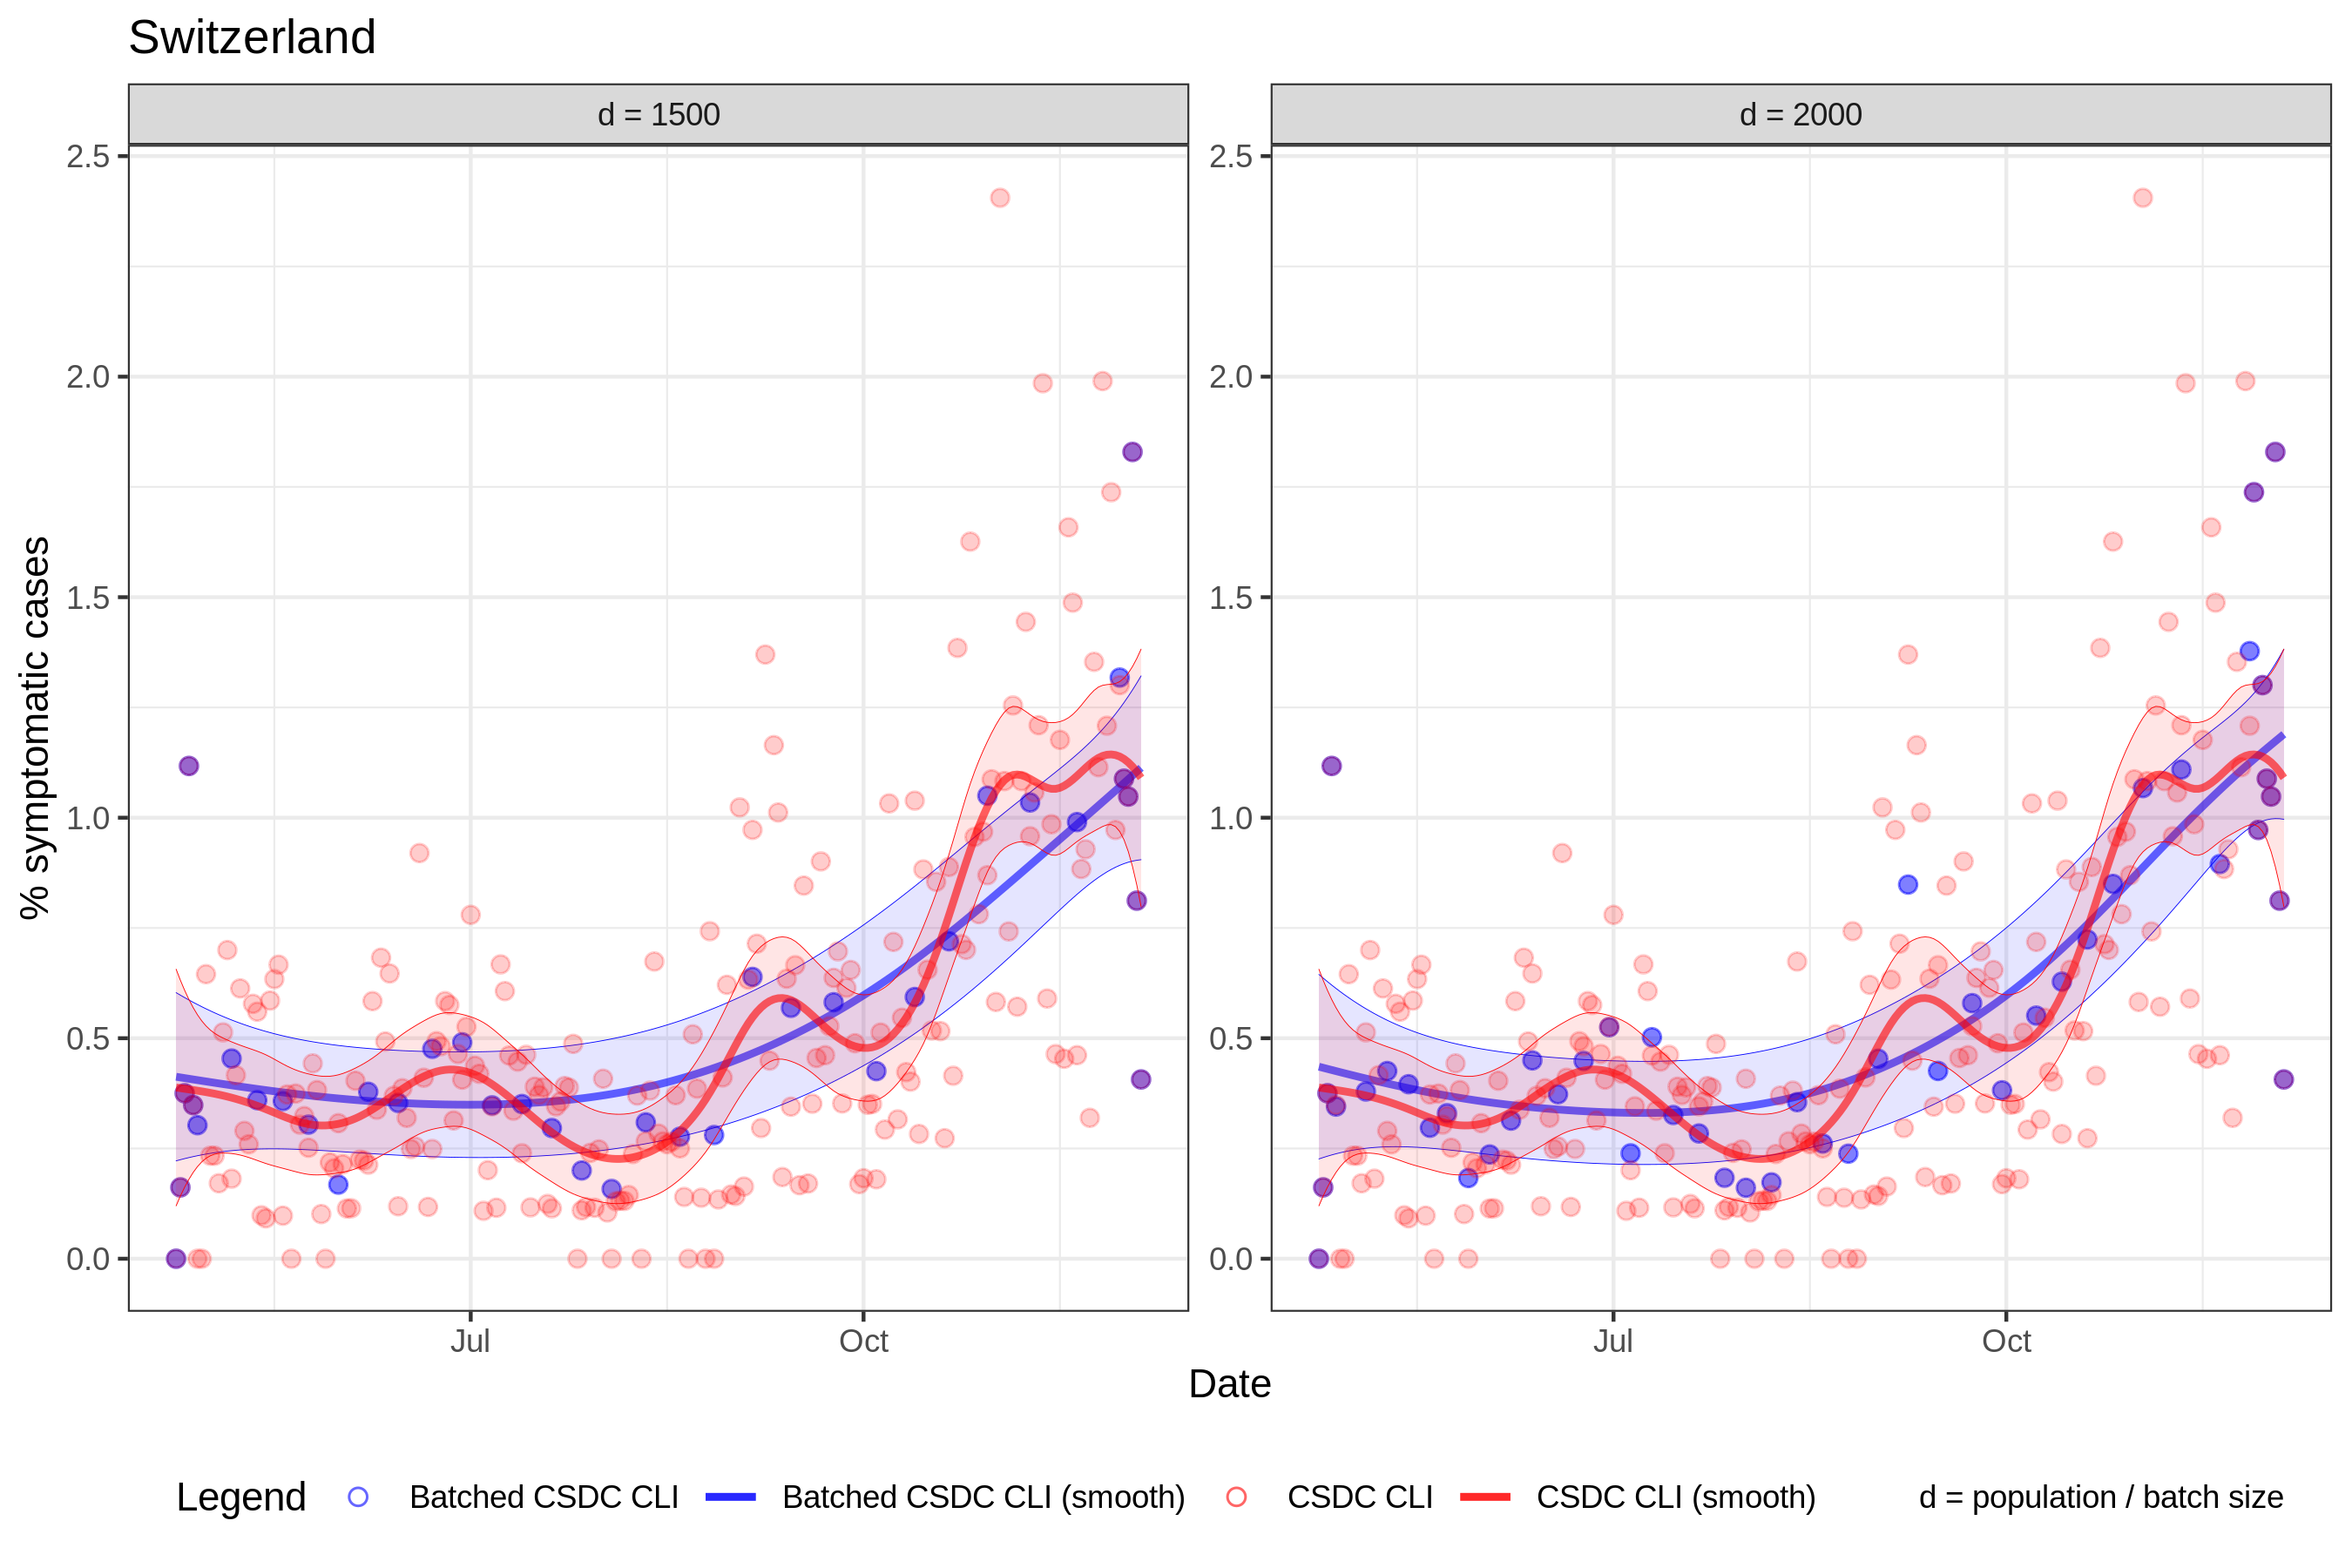 Switzerland
d = 1500
d = 2000
% symptomatic cases
2.5
2.0
1.5
1.0
0.5
0.0
2.5
2.0
1.5
1.0
0.5
0.0
Jul
Oct
Jul
Oct
Date
Legend
Batched CSDC CLI
Batched CSDC CLI (smooth)
CSDC CLI
CSDC CLI (smooth)
d = population / batch size